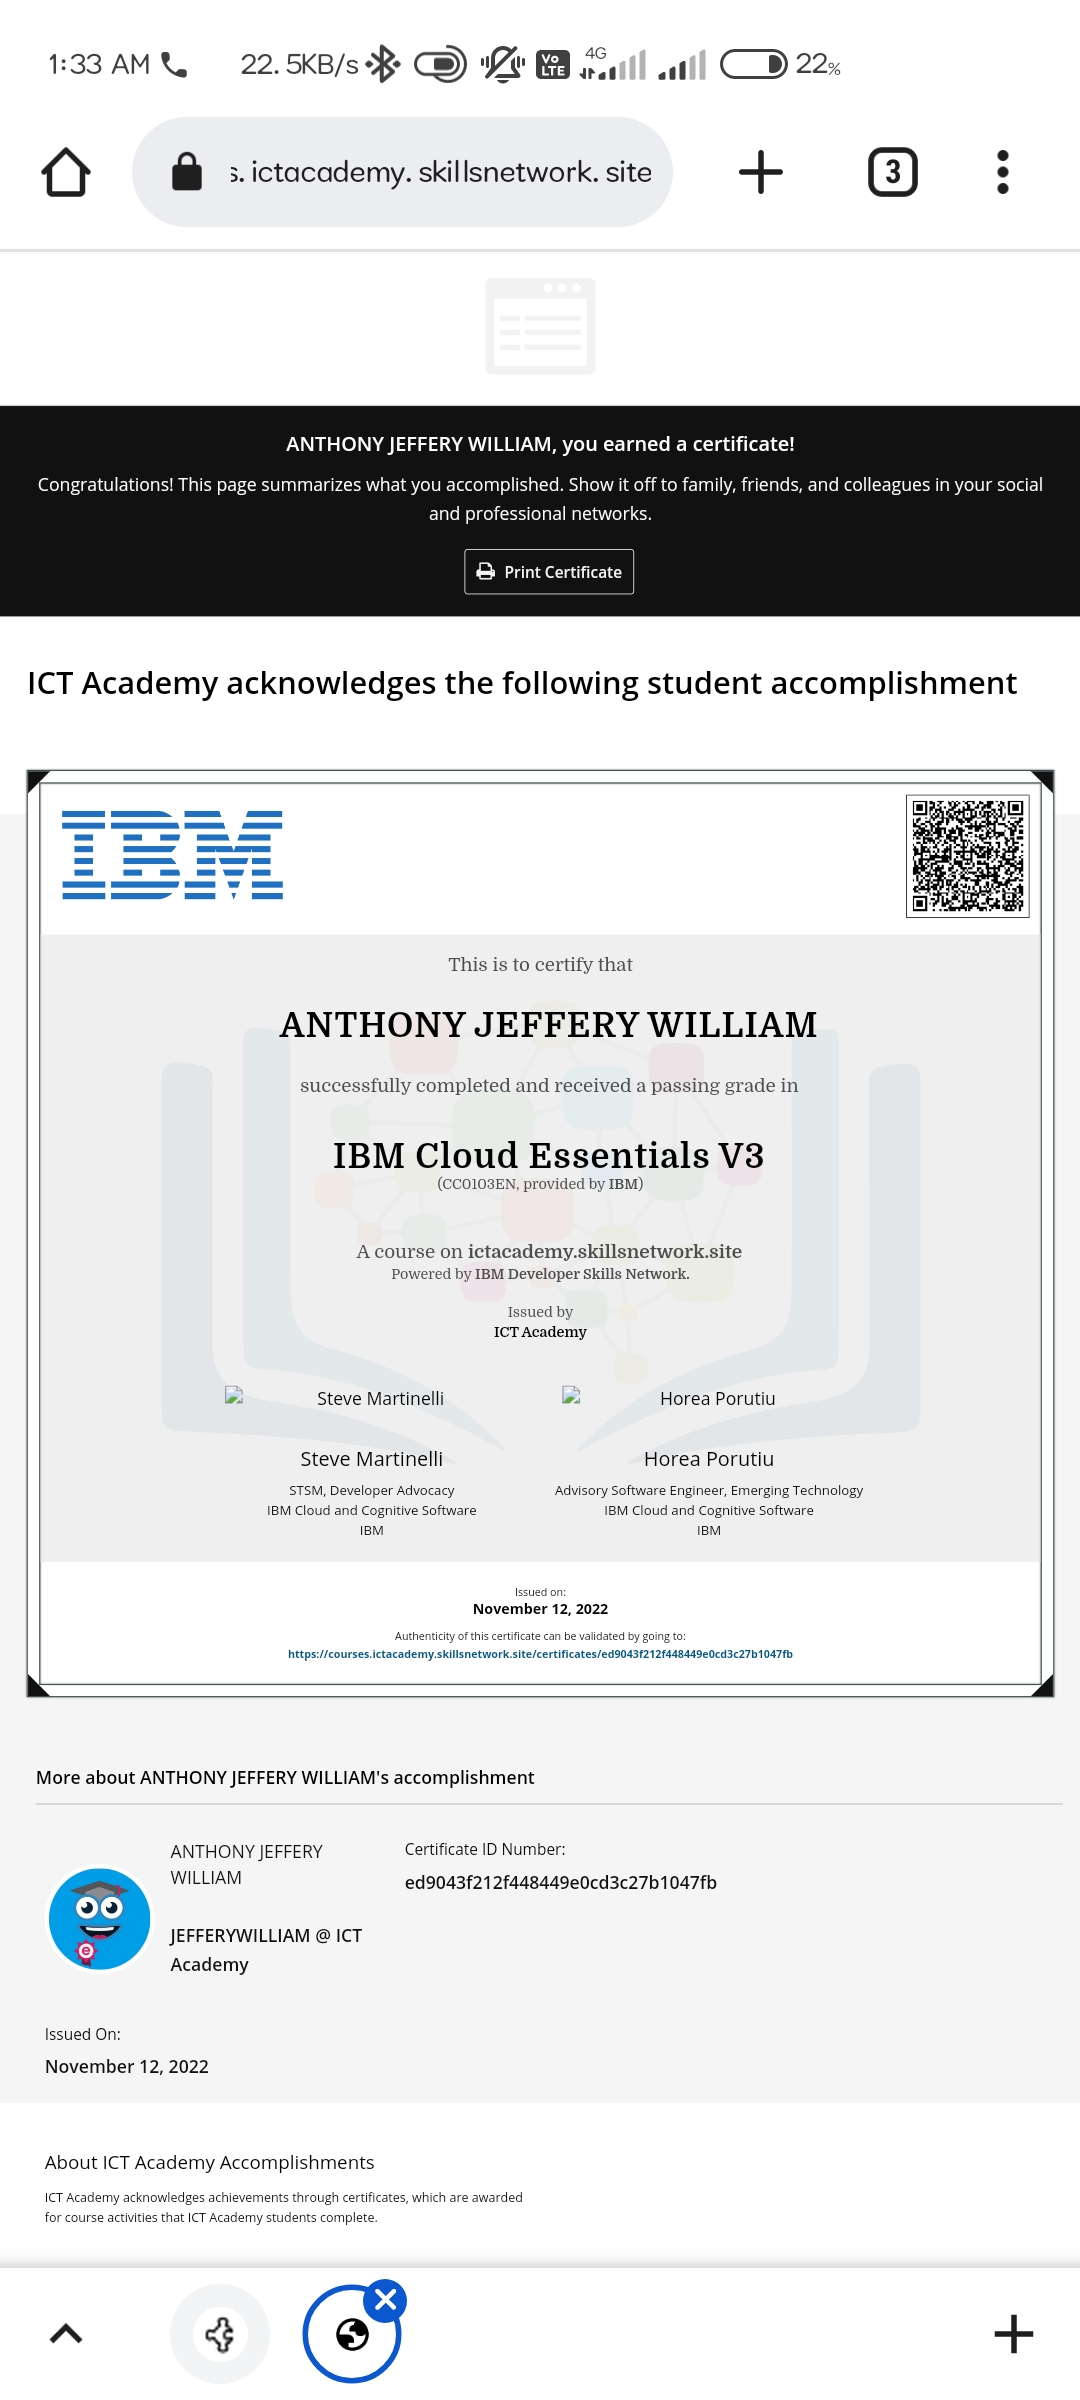 1:33 AM 22.5KB/s Vo LTE 4G 22%
s.ictacademy.skillsnetwork.site 3
ANTHONY JEFFERY WILLIAM, you earned a certificate!
Congratulations! This page summarizes what you accomplished. Show it off to family, friends, and colleagues in your social
and professional networks.
Print Certificate
ICT Academy acknowledges the following student accomplishment
IBM
This is to certify that
ANTHONY JEFFERY WILLIAM
successfully completed and received a passing grade in
IBM Cloud Essentials V3
(CC0103EN, provided by IBM)
A course on ictacademy.skillsnetwork.site
Powered by IBM Developer Skills Network.
Issued by
ICT Academy
Steve Martinelli Horea Porutiu
Steve Martinelli Horea Porutiu
STSM, Developer Advocacy Advisory Software Engineer, Emerging Technology
IBM Cloud and Cognitive Software IBM Cloud and Cognitive Software
IBM IBM
Issued on:
November 12, 2022
Authenticity of this certificate can be validated by going to:
https://courses.ictacademy.skillsnetwork.site/certificates/ed9043f212f448449e0cd3c27b1047fb
More about ANTHONY JEFFERY WILLIAM's accomplishment
ANTHONY JEFFERY
WILLIAM
JEFFERYWILLIAM @ ICT
Academy
Certificate ID Number:
ed9043f212f448449e0cd3c27b1047fb
Issued On:
November 12, 2022
About ICT Academy Accomplishments
ICT Academy acknowledges achievements through certificates, which are awarded
for course activities that ICT Academy students complete.